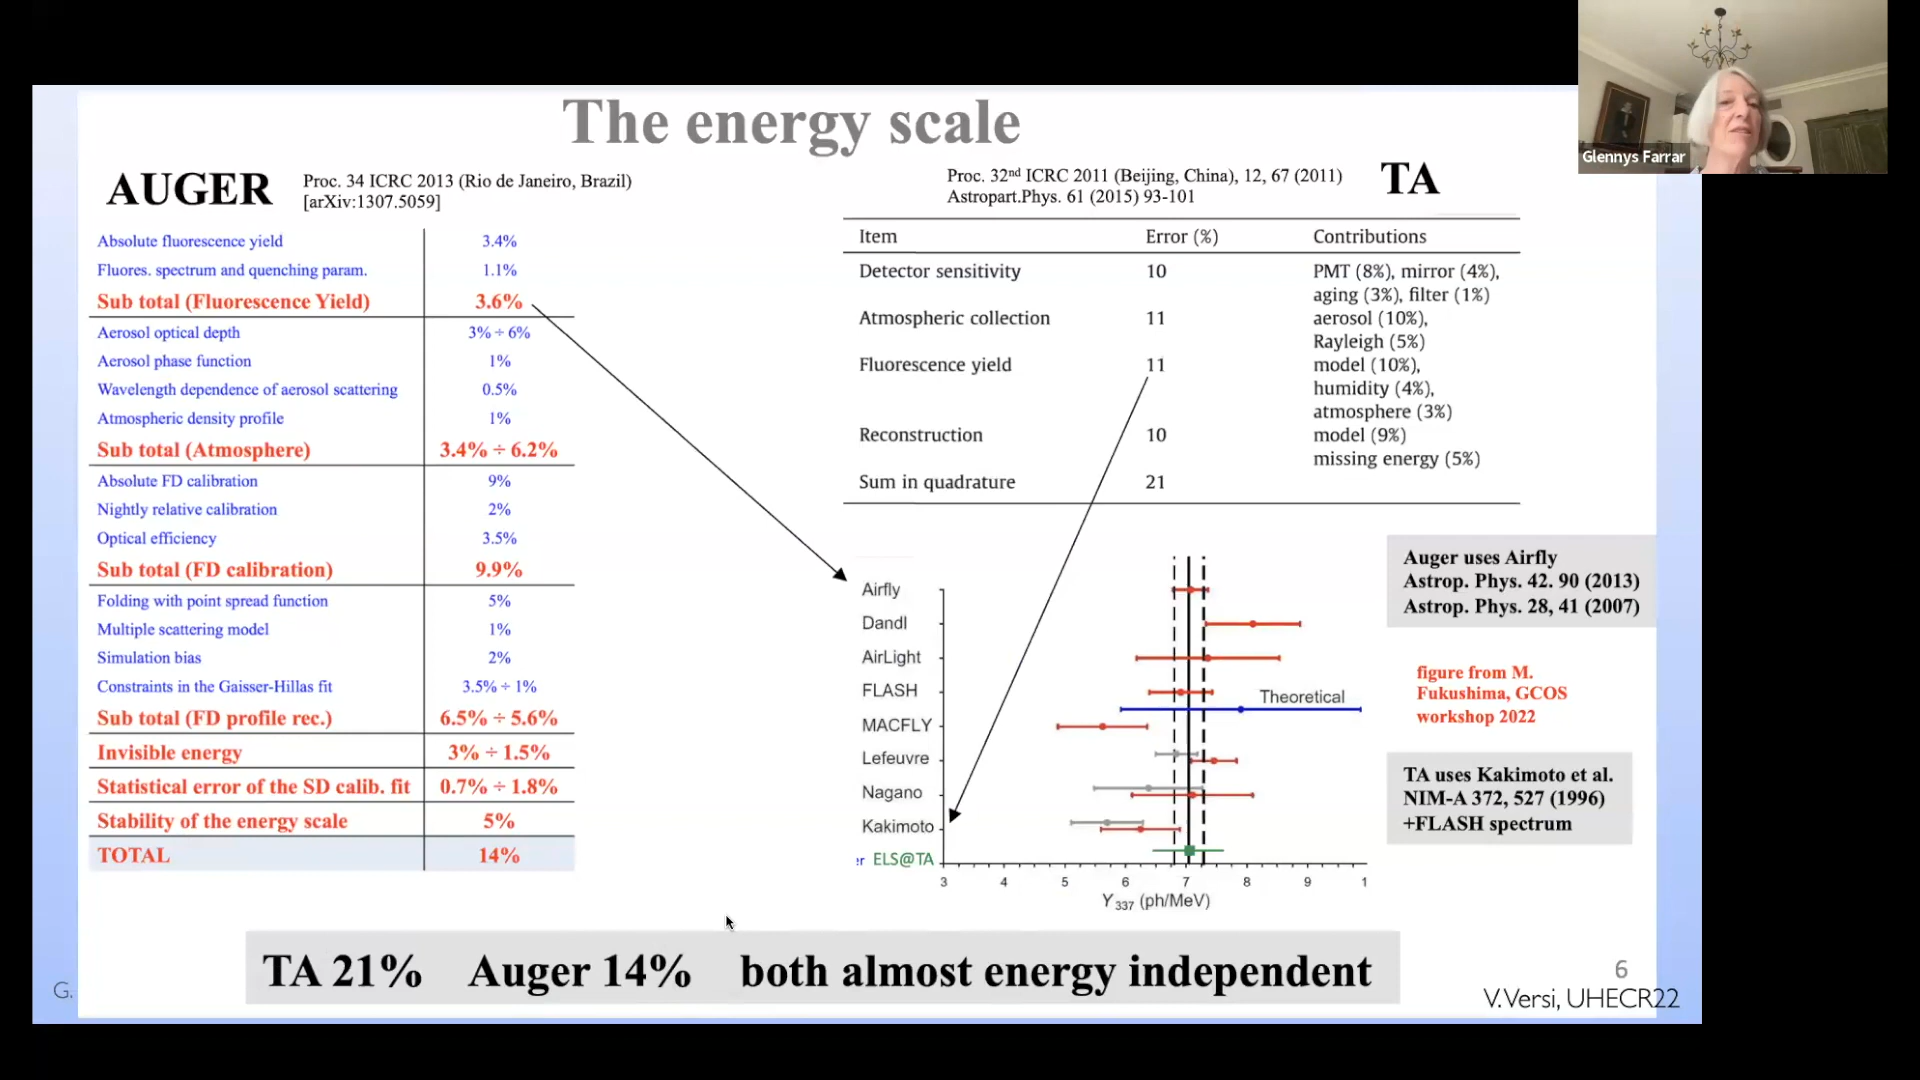 Glennys Farrar
The energy scale
AUGER
Proc. 34 ICRC 2013 (Rio de Janeiro, Brazil)
[arXiv:1307.5059]
Absolute fluorescence yield 3.4%
Fluores. spectrum and quenching param. 1.1%
Sub total (Fluorescence Yield) 3.6%
Aerosol optical depth 3% ÷ 6%
Aerosol phase function 1%
Wavelength dependence of aerosol scattering 0.5%
Atmospheric density profile 1%
Sub total (Atmosphere) 3.4% ÷ 6.2%
Absolute FD calibration 9%
Nightly relative calibration 2%
Optical efficiency 3.5%
Sub total (FD calibration) 9.9%
Folding with point spread function 5%
Multiple scattering model 1%
Simulation bias 2%
Constraints in the Gaisser-Hillas fit 3.5% ÷ 1%
Sub total (FD profile rec.) 6.5% ÷ 5.6%
Invisible energy 3% ÷ 1.5%
Statistical error of the SD calib. fit 0.7% ÷ 1.8%
Stability of the energy scale 5%
TOTAL 14%
Proc. 32nd ICRC 2011 (Beijing, China), 12, 67 (2011)
Astropart.Phys. 61 (2015) 93-101
TA
Item Error (%) Contributions
Detector sensitivity 10 PMT (8%), mirror (4%),
aging (3%), filter (1%)
Atmospheric collection 11 aerosol (10%),
Rayleigh (5%)
Fluorescence yield 11 model (10%),
humidity (4%),
atmosphere (3%)
Reconstruction 10 model (9%)
missing energy (5%)
Sum in quadrature 21
Airfly
Dandl
AirLight
FLASH
Theoretical
MACFLY
Lefeuvre
Nagano
Kakimoto
er ELS@TA
3 4 5 6 7 8 9 1
Y337 (ph/MeV)
Auger uses Airfly
Astrop. Phys. 42. 90 (2013)
Astrop. Phys. 28, 41 (2007)
figure from M.
Fukushima, GCOS
workshop 2022
TA uses Kakimoto et al.
NIM-A 372, 527 (1996)
+FLASH spectrum
TA 21% Auger 14% both almost energy independent
6
G.
V.Versi, UHECR22